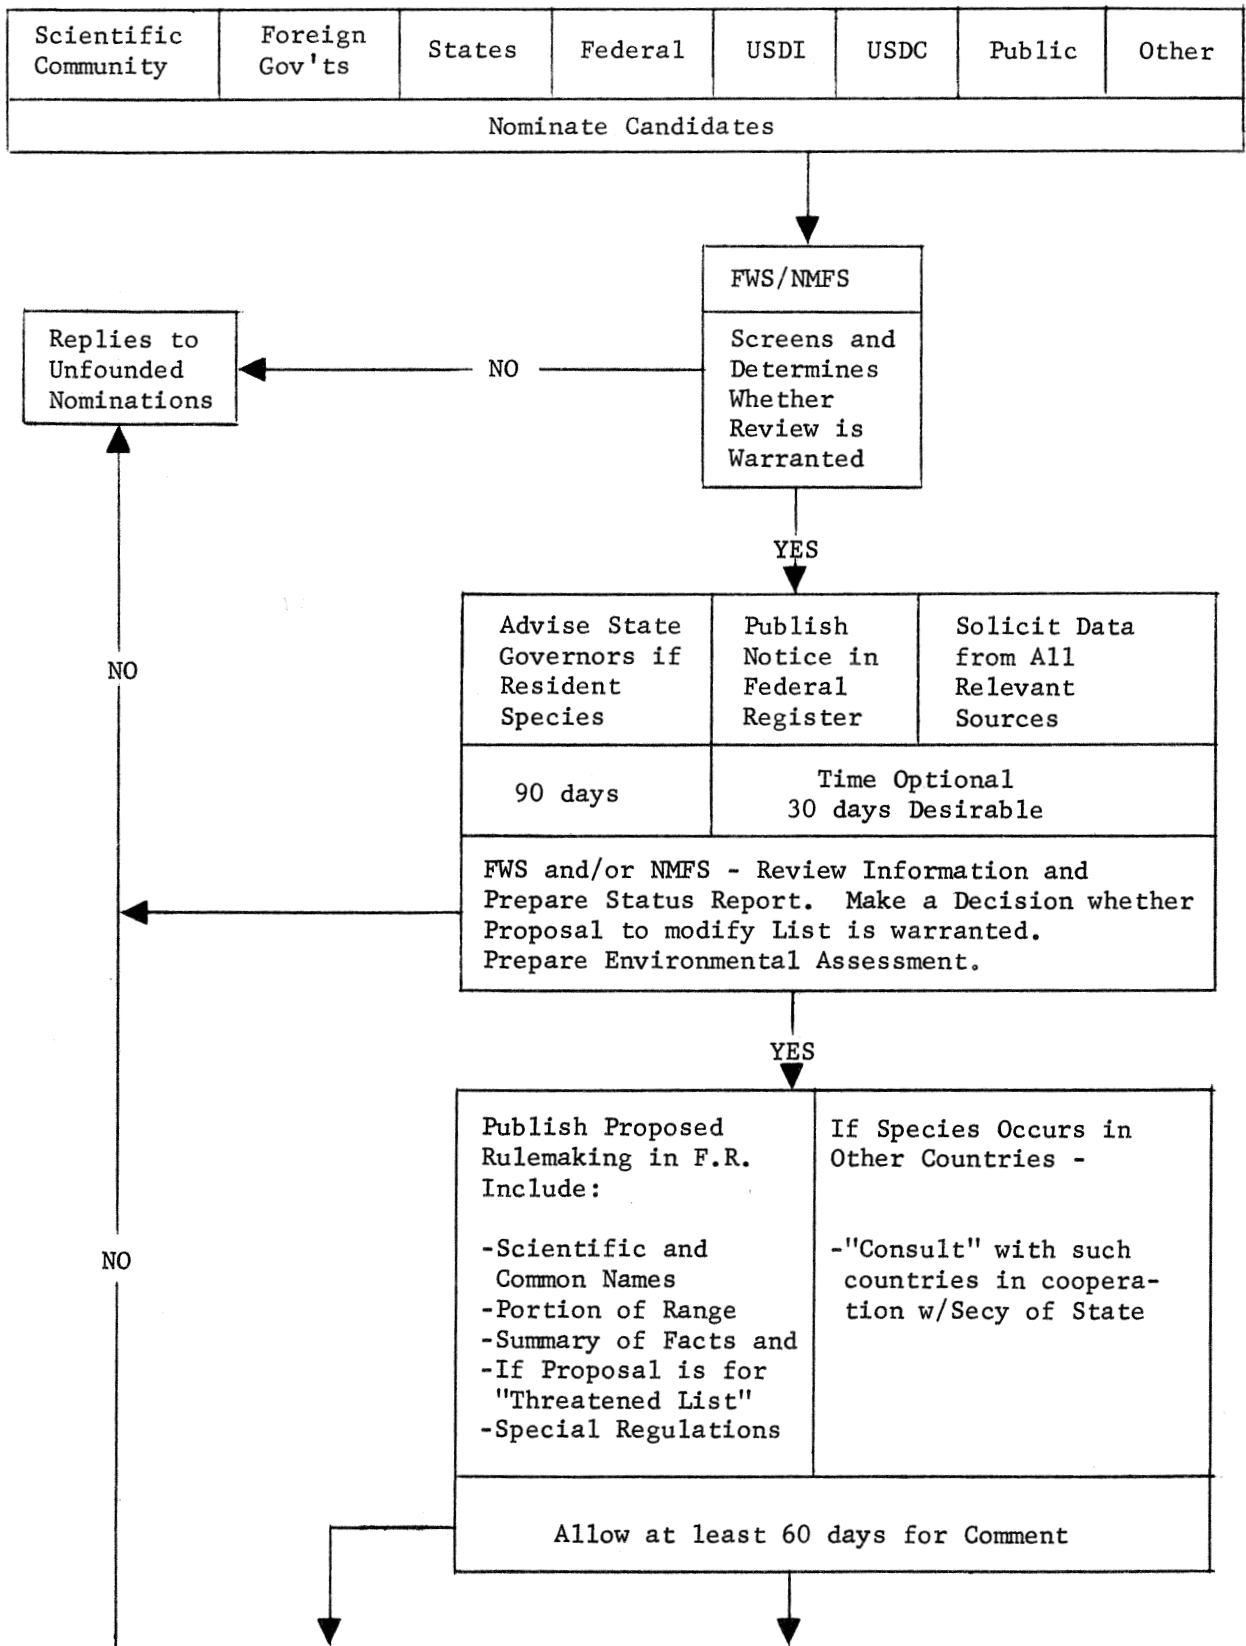 Scientific
Community
Foreign
Gov'ts
States
Federal
USDI
USDC
Public
Other
Nominate Candidates
FWS/NMFS
Screens and
Determines
Whether
Review is
Warranted
NO
Replies to
Unfounded
Nominations
YES
Advise State
Governors if
Resident
Species
Publish
Notice in
Federal
Register
Solicit Data
from All
Relevant
Sources
NO
90 days
Time Optional
30 days Desirable
FWS and/or NMFS - Review Information and
Prepare Status Report. Make a Decision whether
Proposal to modify List is warranted.
Prepare Environmental Assessment.
YES
Publish Proposed
Rulemaking in F.R.
Include:
-Scientific and
Common Names
-Portion of Range
-Summary of Facts and
-If Proposal is for
"Threatened List"
-Special Regulations
If Species Occurs in
Other Countries -
-"Consult" with such
countries in coopera-
tion w/Secy of State
NO
Allow at least 60 days for Comment